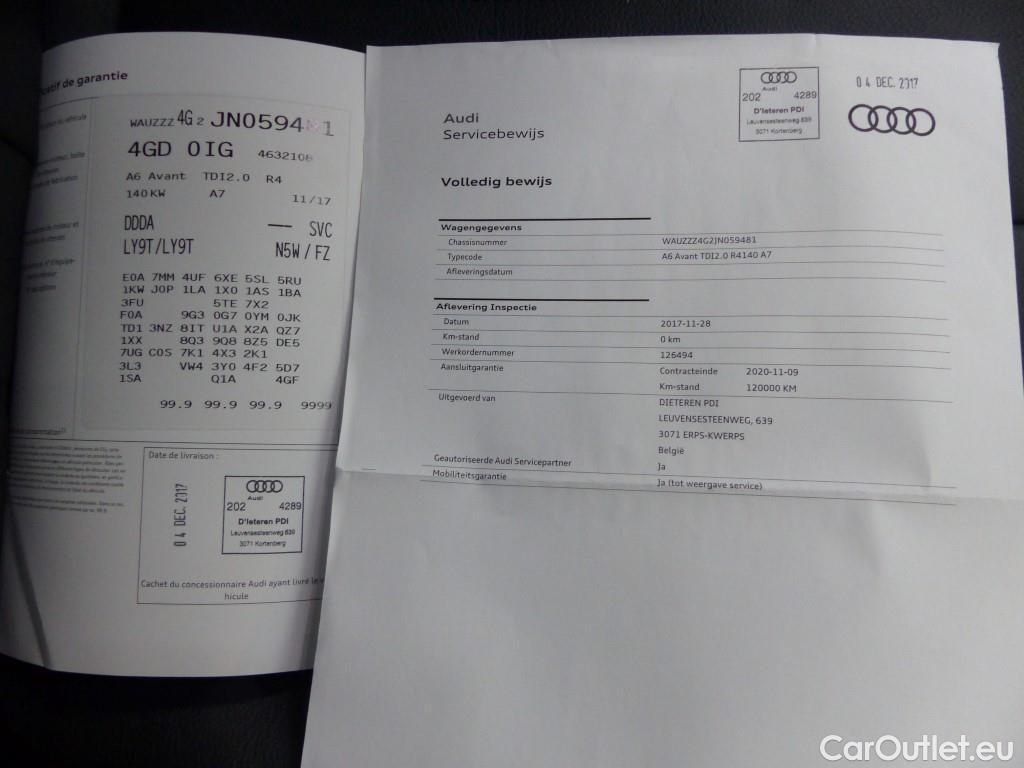 catif de garantie
du véhicule
WAUZZZ 4G2 JN059481
4GD 0IG 4632108
A6 Avant TDI2.0 R4
140KW A7 11/17
DDDA --- SVC
LY9T/LY9T N5W / FZ
E0A 7MM 4UF 6XE 5SL 5RU
1KW J0P 1LA 1X0 1AS 1BA
3FU 5TE 7X2
F0A 9G3 0G7 0YM 0JK
TD1 3NZ 8IT U1A X2A QZ7
1XX 8Q3 9Q8 8Z5 DE5
7UG C0S 7K1 4X3 2K1
3L3 VW4 3Y0 4F2 5D7
1SA Q1A 4GF
99.9 99.9 99.9 9999
Date de livraison :
04 DEC. 2017
Audi
202 4289
D'Ieteren PDI
Leuvensesteenweg 639
3071 Kortenberg
Cachet du concessionnaire Audi ayant livré le
hicule
Audi
Servicebewijs
Audi
202 4289
D'Ieteren PDI
Leuvensesteenweg 639
3071 Kortenberg
04 DEC. 2017
Volledig bewijs
Wagengegevens
Chassisnummer WAUZZZ4G2JN059481
Typecode A6 Avant TDI2.0 R4140 A7
Afleveringsdatum
Aflevering Inspectie
Datum 2017-11-28
Km-stand 0 km
Werkordernummer 126494
Aansluitgarantie Contracteinde 2020-11-09
Km-stand 120000 KM
Uitgevoerd van DIETEREN PDI
LEUVENSESTEENWEG, 639
3071 ERPS-KWERPS
België
Geautoriseerde Audi Servicepartner Ja
Mobiliteitsgarantie Ja (tot weergave service)
CarOutlet.eu